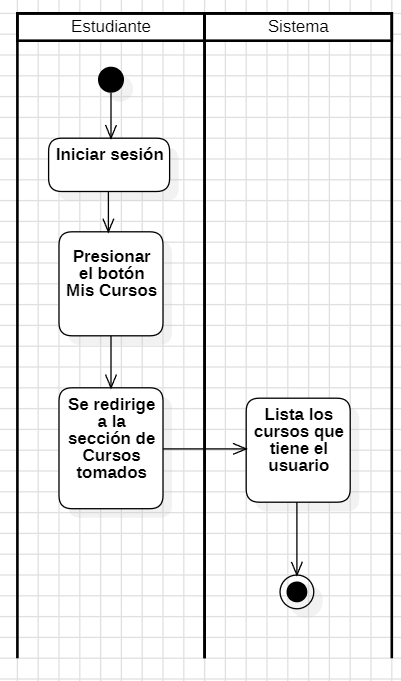 Estudiante
Sistema
Iniciar sesión
Presionar
el botón
Mis Cursos
Se redirige
a la
sección de
Cursos
tomados
Lista los
cursos que
tiene el
usuario